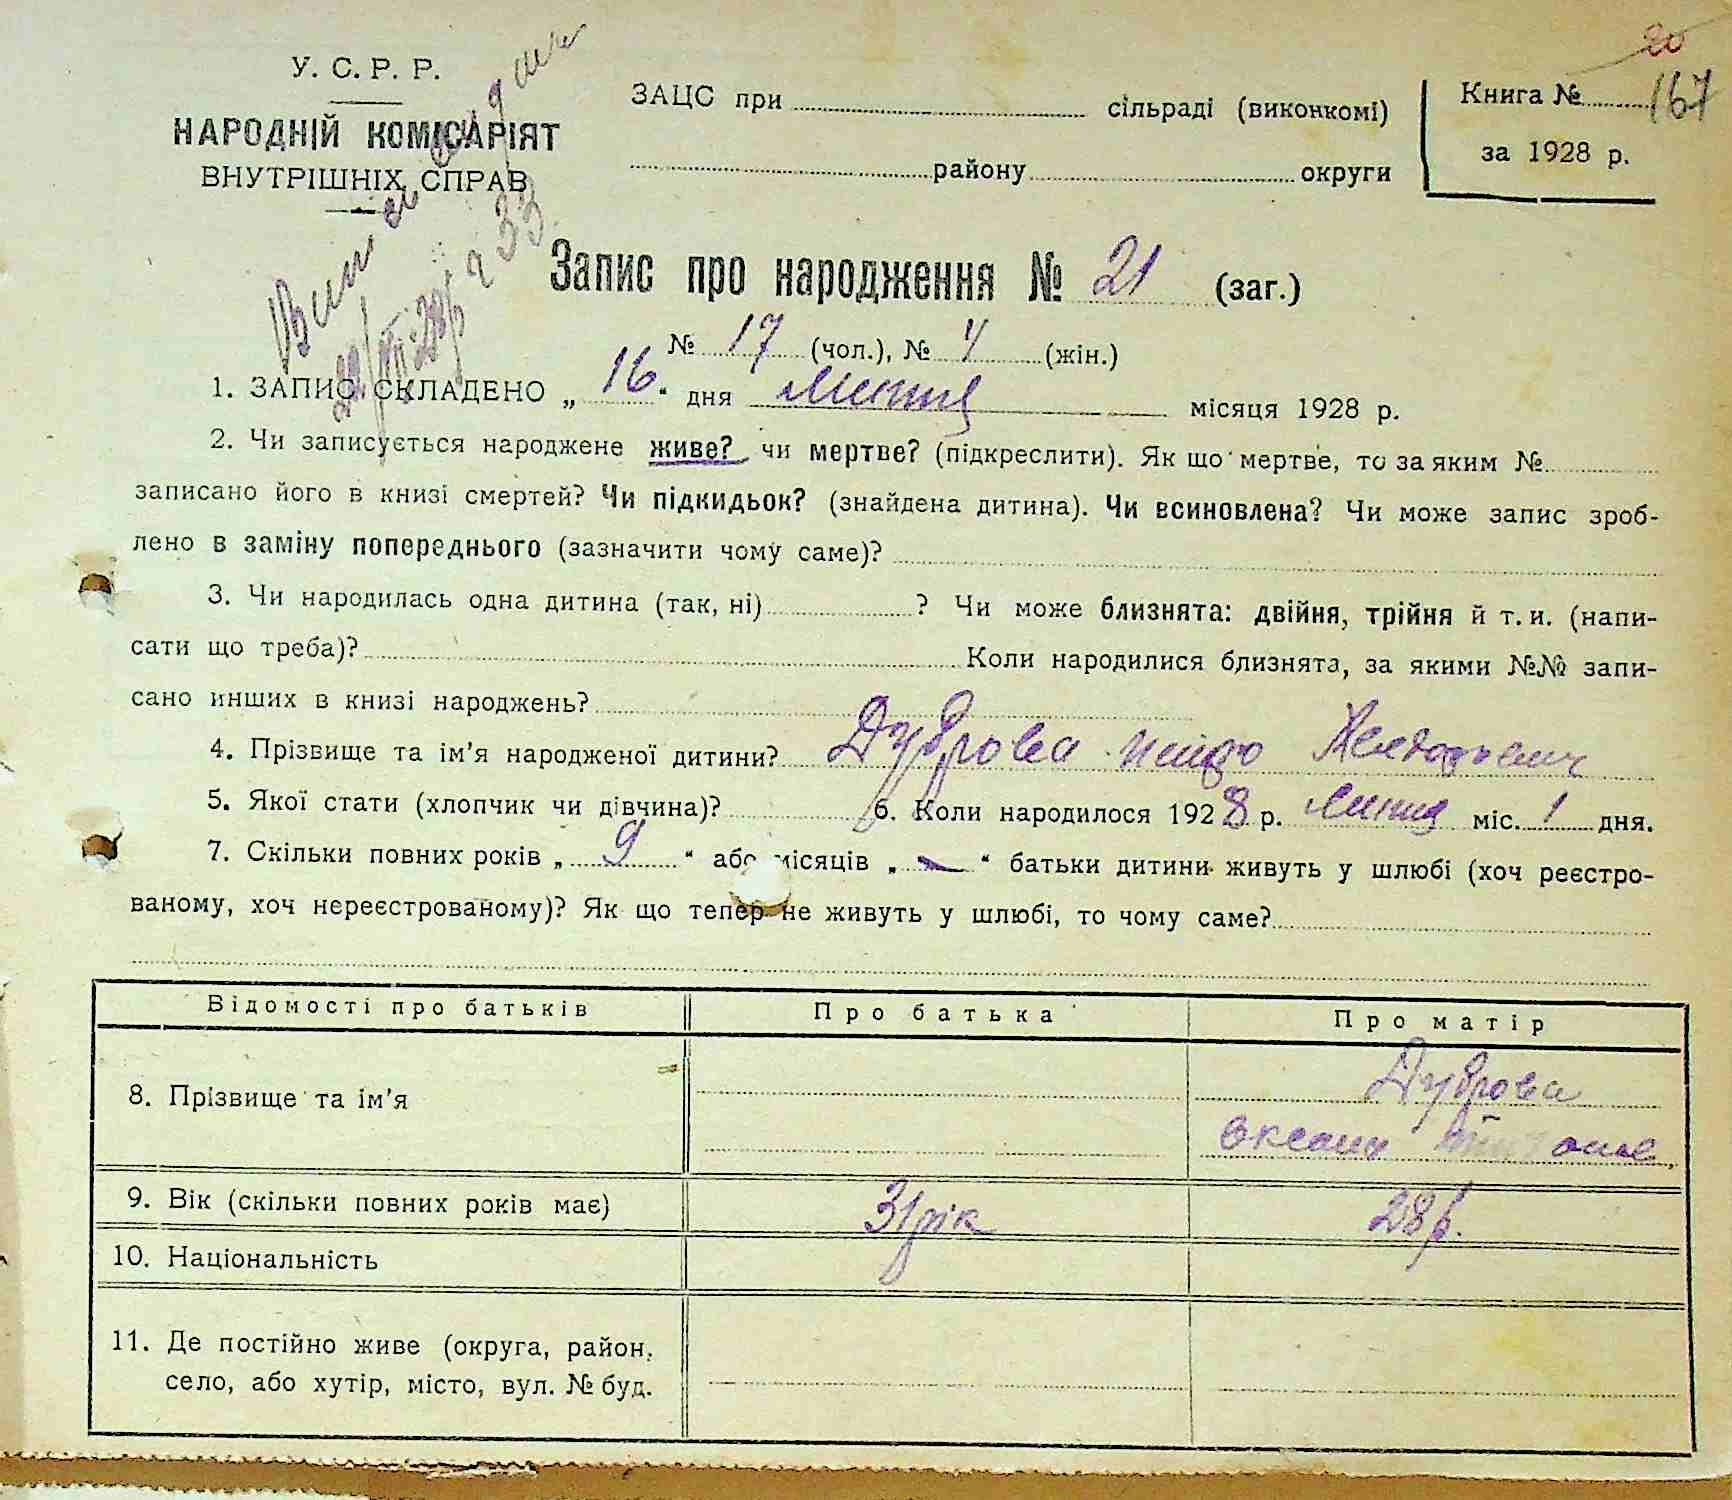 20
У. С. Р. Р.
НАРОДНІЙ КОМІСАРІЯТ
ВНУТРІШНІХ СПРАВ
ЗАЦС при сільраді (виконкомі)
району округи
Книга № 167
за 1928 р.
Запис про народження № 21 (заг.)
№ 17 (чол.), № 4 (жін.)
1. ЗАПИС СКЛАДЕНО „ 16 “ дня липня місяця 1928 р.
2. Чи записується народжене живе? чи мертве? (підкреслити). Як що мертве, то за яким №
записано його в книзі смертей? Чи підкидьок? (знайдена дитина). Чи всиновлена? Чи може запис зроб-
лено в заміну попереднього (зазначити чому саме)?
3. Чи народилась одна дитина (так, ні) ? Чи може близнята: двійня, трійня й т. и. (напи-
сати що треба)? Коли народилися близнята, за якими №№ запи-
сано инших в книзі народжень?
4. Прізвище та ім’я народженої дитини? Дуброва
5. Якої стати (хлопчик чи дівчина)? 6. Коли народилося 1928 р. липня міс. 1 дня.
7. Скільки повних років „ 9 “ або місяців „ — “ батьки дитини живуть у шлюбі (хоч реєстро-
ваному, хоч нереєстрованому)? Як що тепер не живуть у шлюбі, то чому саме?
Відомості про батьків Про батька Про матір
8. Прізвище та ім’я Дуброва
9. Вік (скільки повних років має) 31 рік 28 р.
10. Національність
11. Де постійно живе (округа, район,
село, або хутір, місто, вул. № буд.